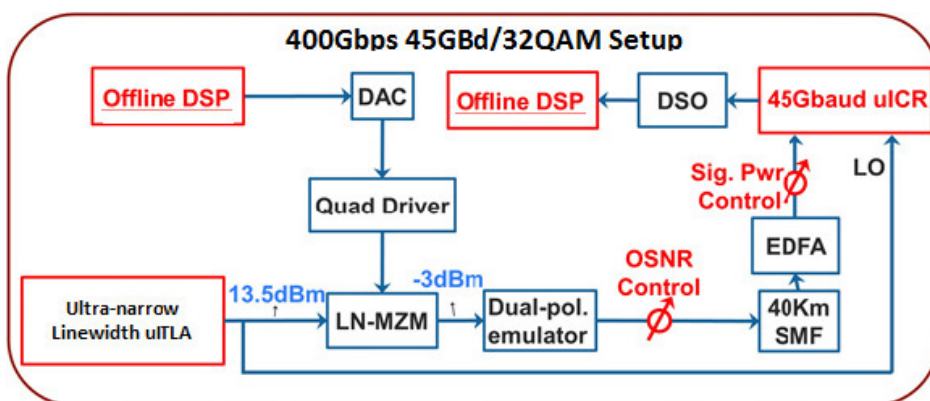 400Gbps 45GBd/32QAM Setup
Offline DSP
DAC
Offline DSP
DSO
45Gbaud uICR
LO
Sig. Pwr
Control
Quad Driver
EDFA
OSNR
Control
Ultra-narrow
Linewidth uITLA
13.5dBm
LN-MZM
-3dBm
Dual-pol.
emulator
40Km
SMF